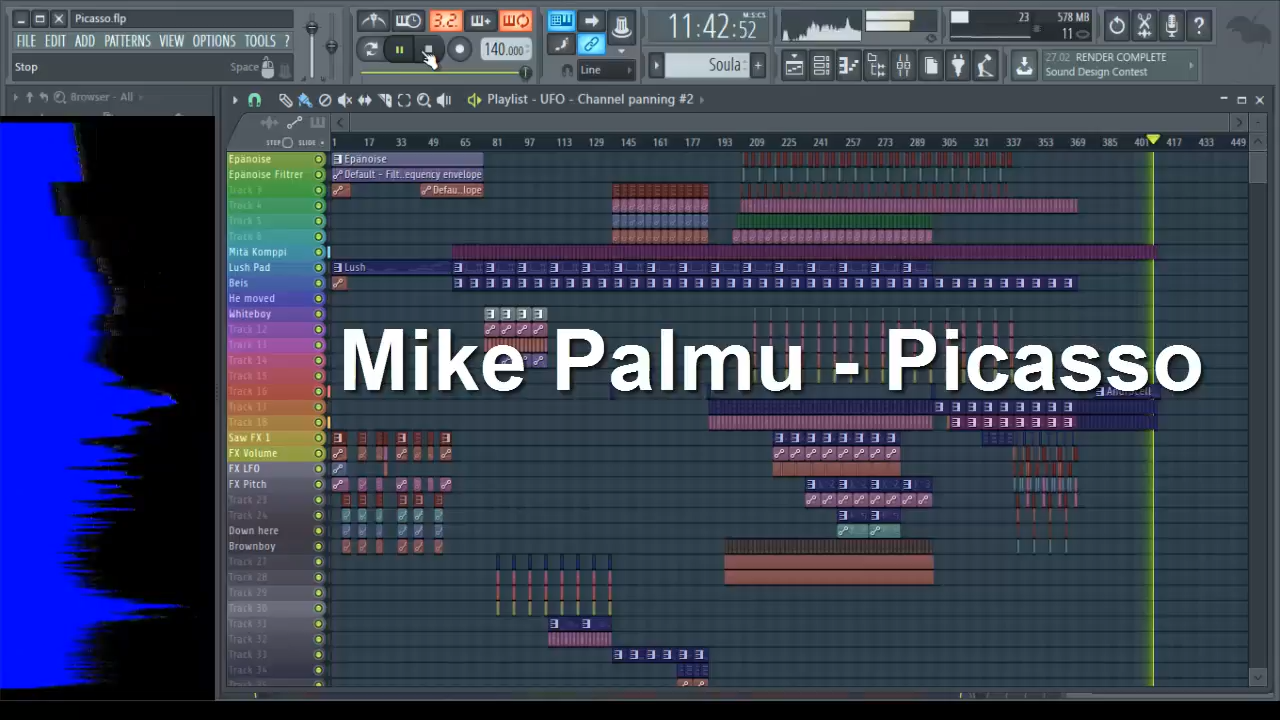 Picasso.flp
FILE EDIT ADD PATTERNS VIEW OPTIONS TOOLS ?
Stop Space
3.2.
140.000
Line
11:42:52
M:S:CS
Soula
23 578 MB
11
27.02 RENDER COMPLETE
Sound Design Contest
Browser - All
Playlist - UFO - Channel panning #2
STEP SLIDE
1 17 33 49 65 81 97 113 129 145 161 177 193 209 225 241 257 273 289 305 321 337 353 369 385 401 417 433 449
Epänoise Epänoise
Epänoise Filtrer Default - Filt..equency envelope
Track 3 Defau..lope
Track 4
Track 5
Track 6
Mitä Komppi
Lush Pad Lush
Beis
He moved
Whiteboy
Track 12
Track 13
Mike Palmu - Picasso
Track 14
Track 15
Track 16
Track 17
Track 18
Saw FX 1
FX Volume
FX LFO
FX Pitch
Track 23
Track 24
Down here
Brownboy
Track 27
Track 28
Track 29
Track 30
Track 31
Track 32
Track 33
Track 34